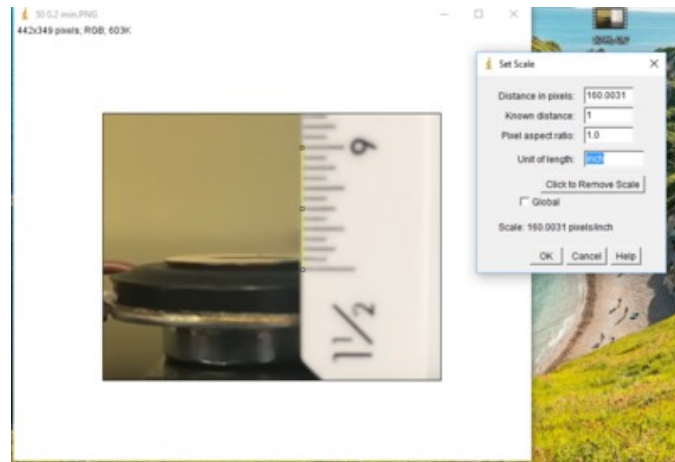 50 0.2 min.PNG
442x349 pixels; RGB; 603K
Set Scale
Distance in pixels: 160.0031
Known distance: 1
Pixel aspect ratio: 1.0
Unit of length: inch
Click to Remove Scale
Global
Scale: 160.0031 pixels/inch
OK Cancel Help
9
1 1/2